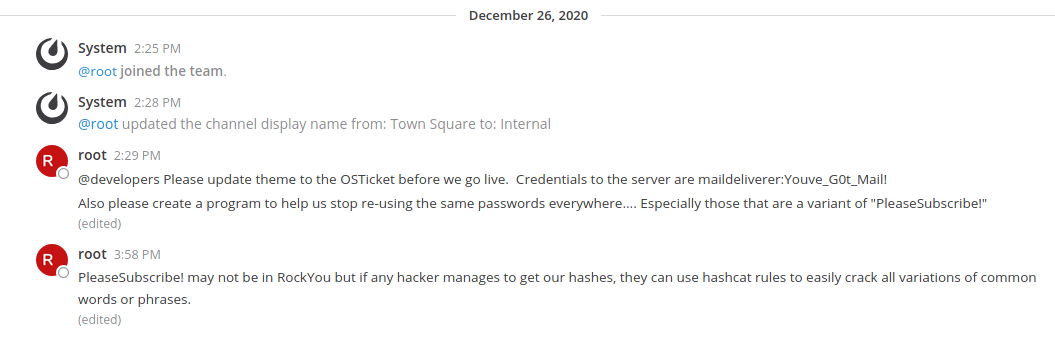 December 26, 2020
System 2:25 PM
@root joined the team.
System 2:28 PM
@root updated the channel display name from: Town Square to: Internal
R
root 2:29 PM
@developers Please update theme to the OSTicket before we go live.  Credentials to the server are maildeliverer:Youve_G0t_Mail!
Also please create a program to help us stop re-using the same passwords everywhere.... Especially those that are a variant of "PleaseSubscribe!"
(edited)
R
root 3:58 PM
PleaseSubscribe! may not be in RockYou but if any hacker manages to get our hashes, they can use hashcat rules to easily crack all variations of common
words or phrases.
(edited)